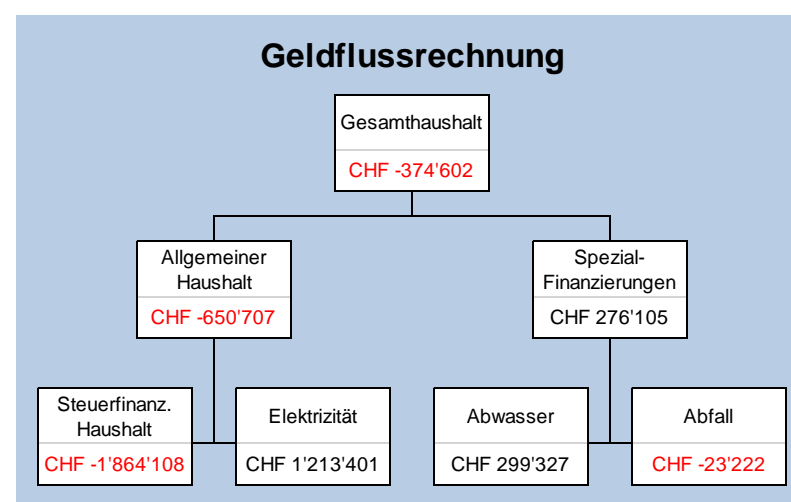 Geldflussrechnung
Gesamthaushalt
CHF -374'602
Allgemeiner
Haushalt
CHF -650'707
Spezial-
Finanzierungen
CHF 276'105
Steuerfinanz.
Haushalt
CHF -1'864'108
Elektrizität
CHF 1'213'401
Abwasser
CHF 299'327
Abfall
CHF -23'222